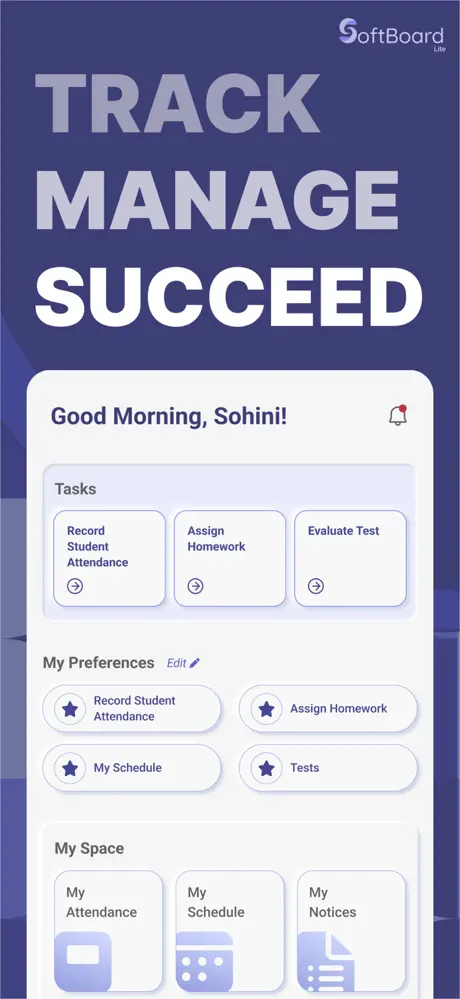 SoftBoard
Lite
TRACK
MANAGE
SUCCEED
Good Morning, Sohini!
Tasks
Record
Student
Attendance
Assign
Homework
Evaluate Test
My Preferences
Edit
Record Student
Attendance
Assign Homework
My Schedule
Tests
My Space
My
Attendance
My
Schedule
My
Notices